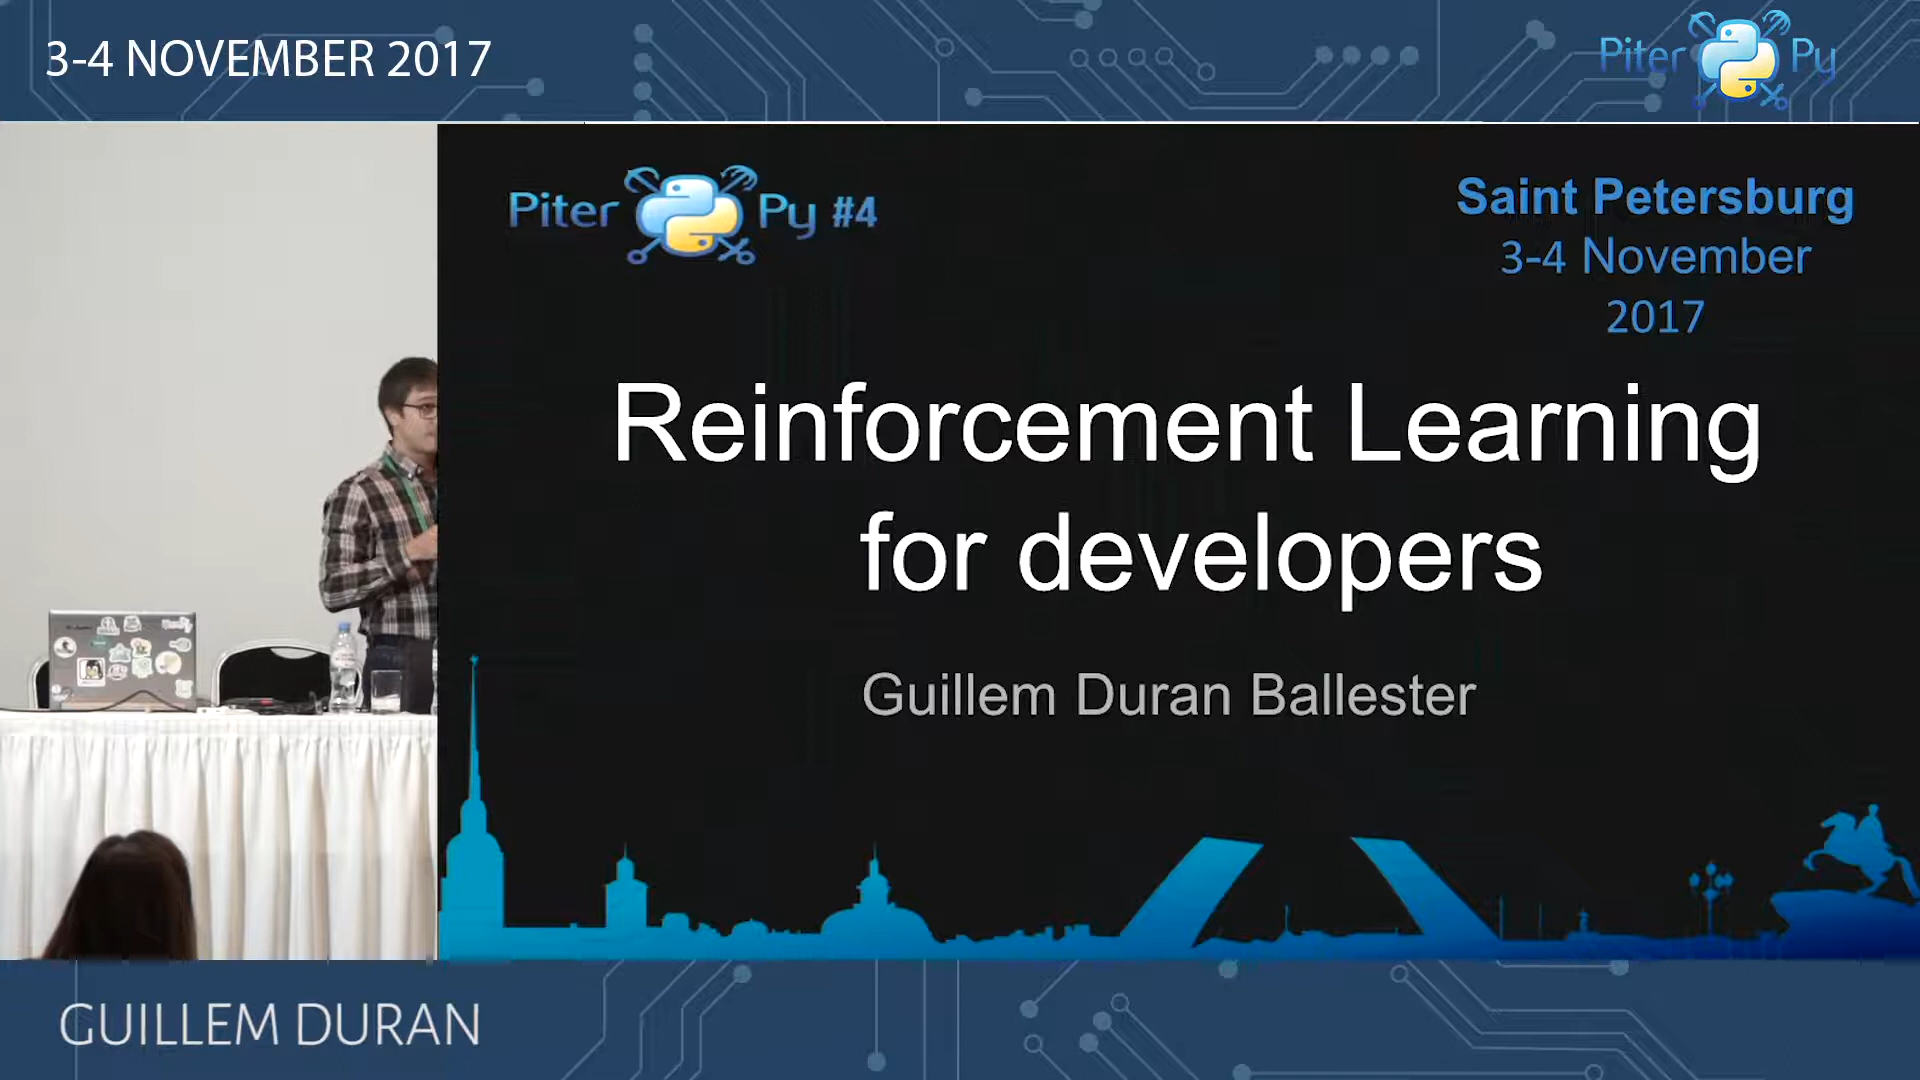 3-4 NOVEMBER 2017
Piter Py
Piter Py #4
Saint Petersburg
3-4 November
2017
Reinforcement Learning
for developers
Guillem Duran Ballester
GUILLEM DURAN